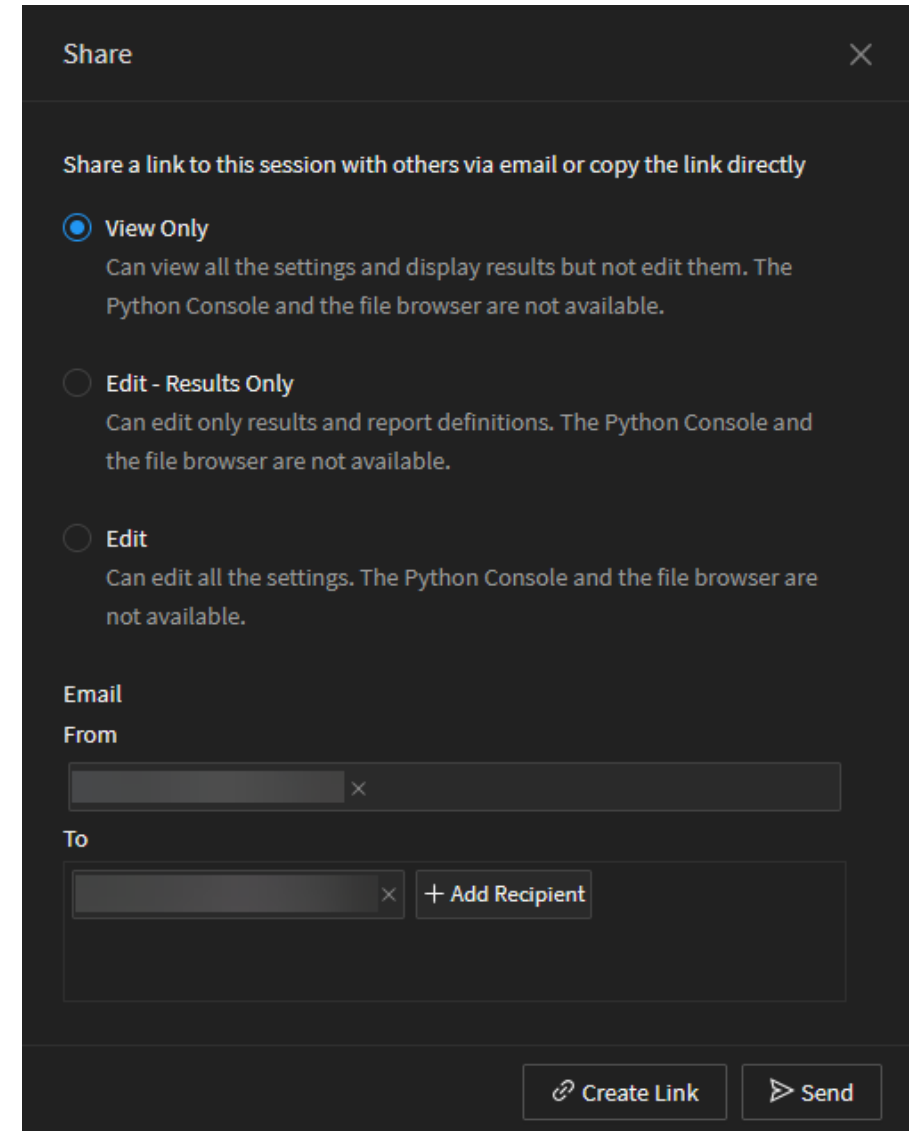 Share
Share a link to this session with others via email or copy the link directly
View Only
Can view all the settings and display results but not edit them. The
Python Console and the file browser are not available.
Edit - Results Only
Can edit only results and report definitions. The Python Console and
the file browser are not available.
Edit
Can edit all the settings. The Python Console and the file browser are
not available.
Email
From
To
+ Add Recipient
Create Link
Send